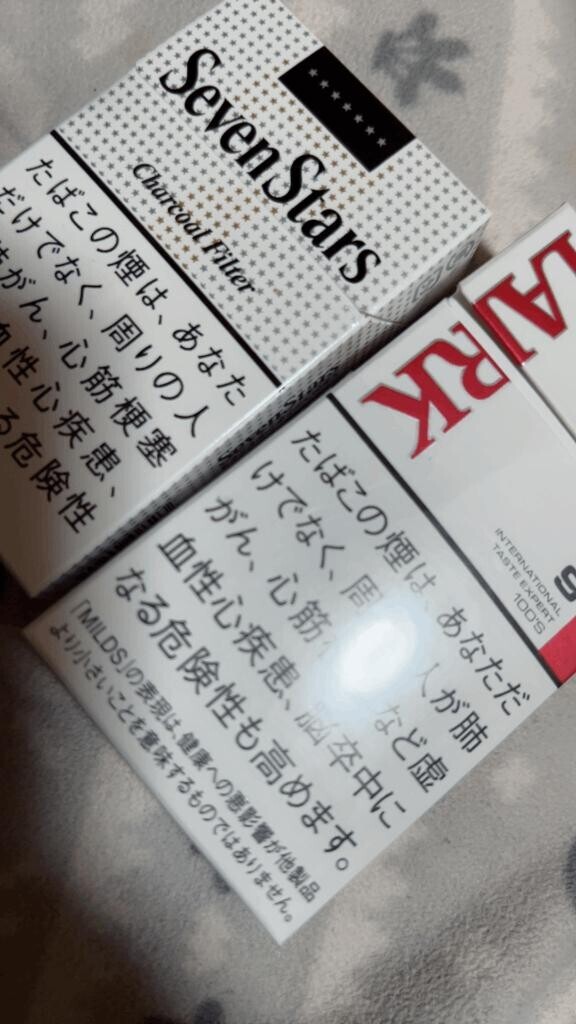 Seven Stars
Charcoal Filter
たばこの煙は、あなた
だけでなく、周りの人
がん、心筋梗塞
血性心疾患、
る危険性
LARK
9
INTERNATIONAL
TASTE EXPERT
100'S
たばこの煙は、あなただ
けでなく、周 人が肺
がん、心筋 など虚
血性心疾患、脳卒中に
なる危険性も高めます。
「MILDS」の表現は、健康への悪影響が他製品
より小さいことを意味するものではありません。